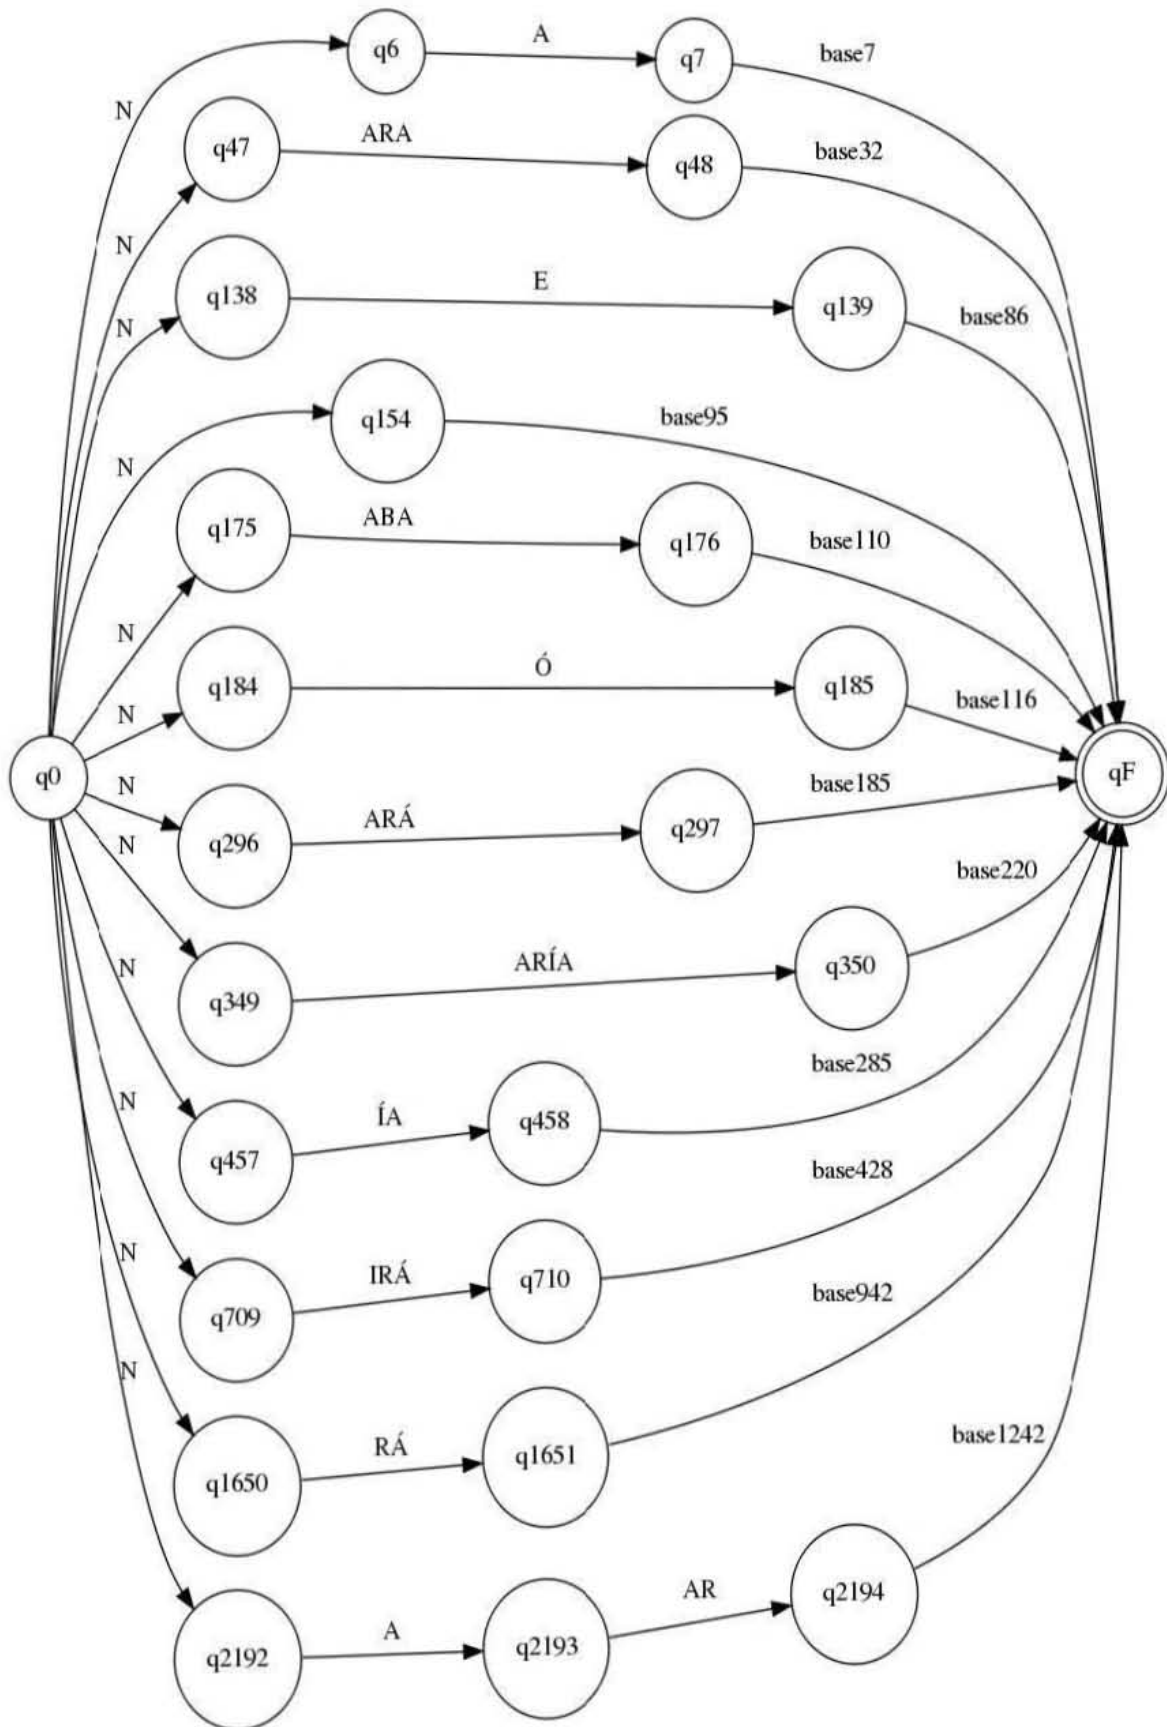 N q6 A q7 base7
N q47 ARA q48 base32
N q138 E q139 base86
N q154 base95
N q175 ABA q176 base110
N q184 Ó q185 base116
q0 qF
N q296 ARÁ q297 base185
N q349 ARÍA q350 base220
N q457 ÍA q458 base285
N q709 IRÁ q710 base428
N q1650 RÁ q1651 base942
N q2192 A q2193 AR q2194 base1242